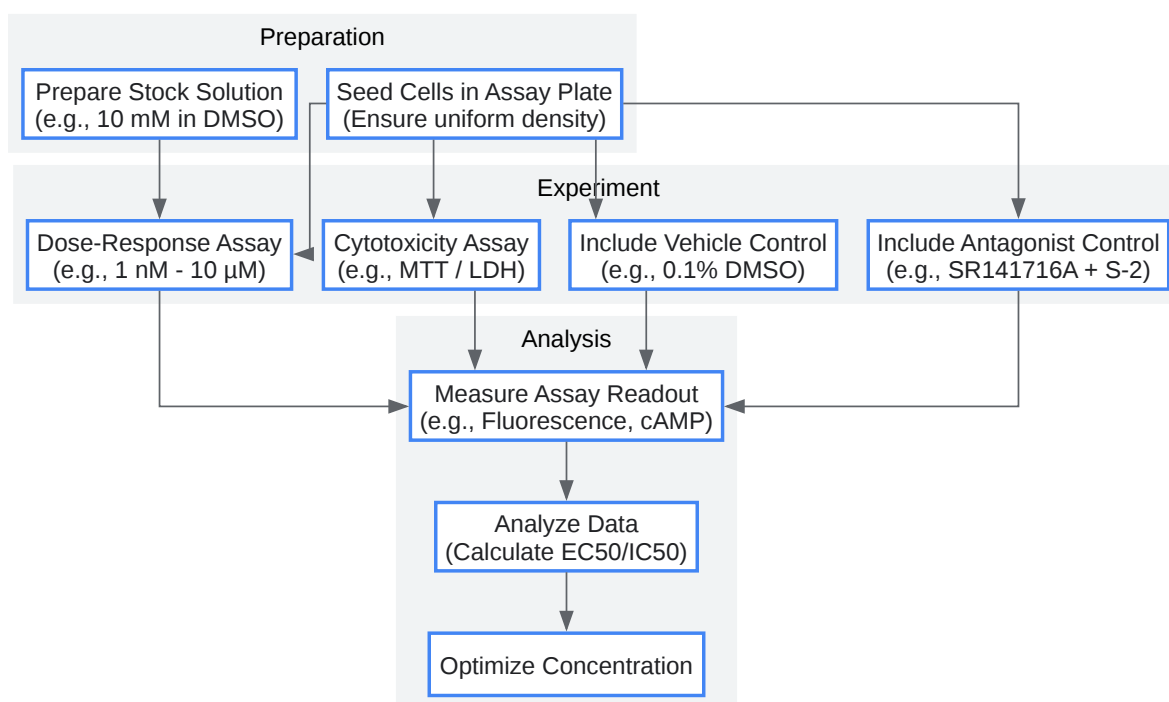 Preparation
Prepare Stock Solution
(e.g., 10 mM in DMSO)
Seed Cells in Assay Plate
(Ensure uniform density)
Experiment
Dose-Response Assay
(e.g., 1 nM - 10 µM)
Cytotoxicity Assay
(e.g., MTT / LDH)
Include Vehicle Control
(e.g., 0.1% DMSO)
Include Antagonist Control
(e.g., SR141716A + S-2)
Analysis
Measure Assay Readout
(e.g., Fluorescence, cAMP)
Analyze Data
(Calculate EC50/IC50)
Optimize Concentration